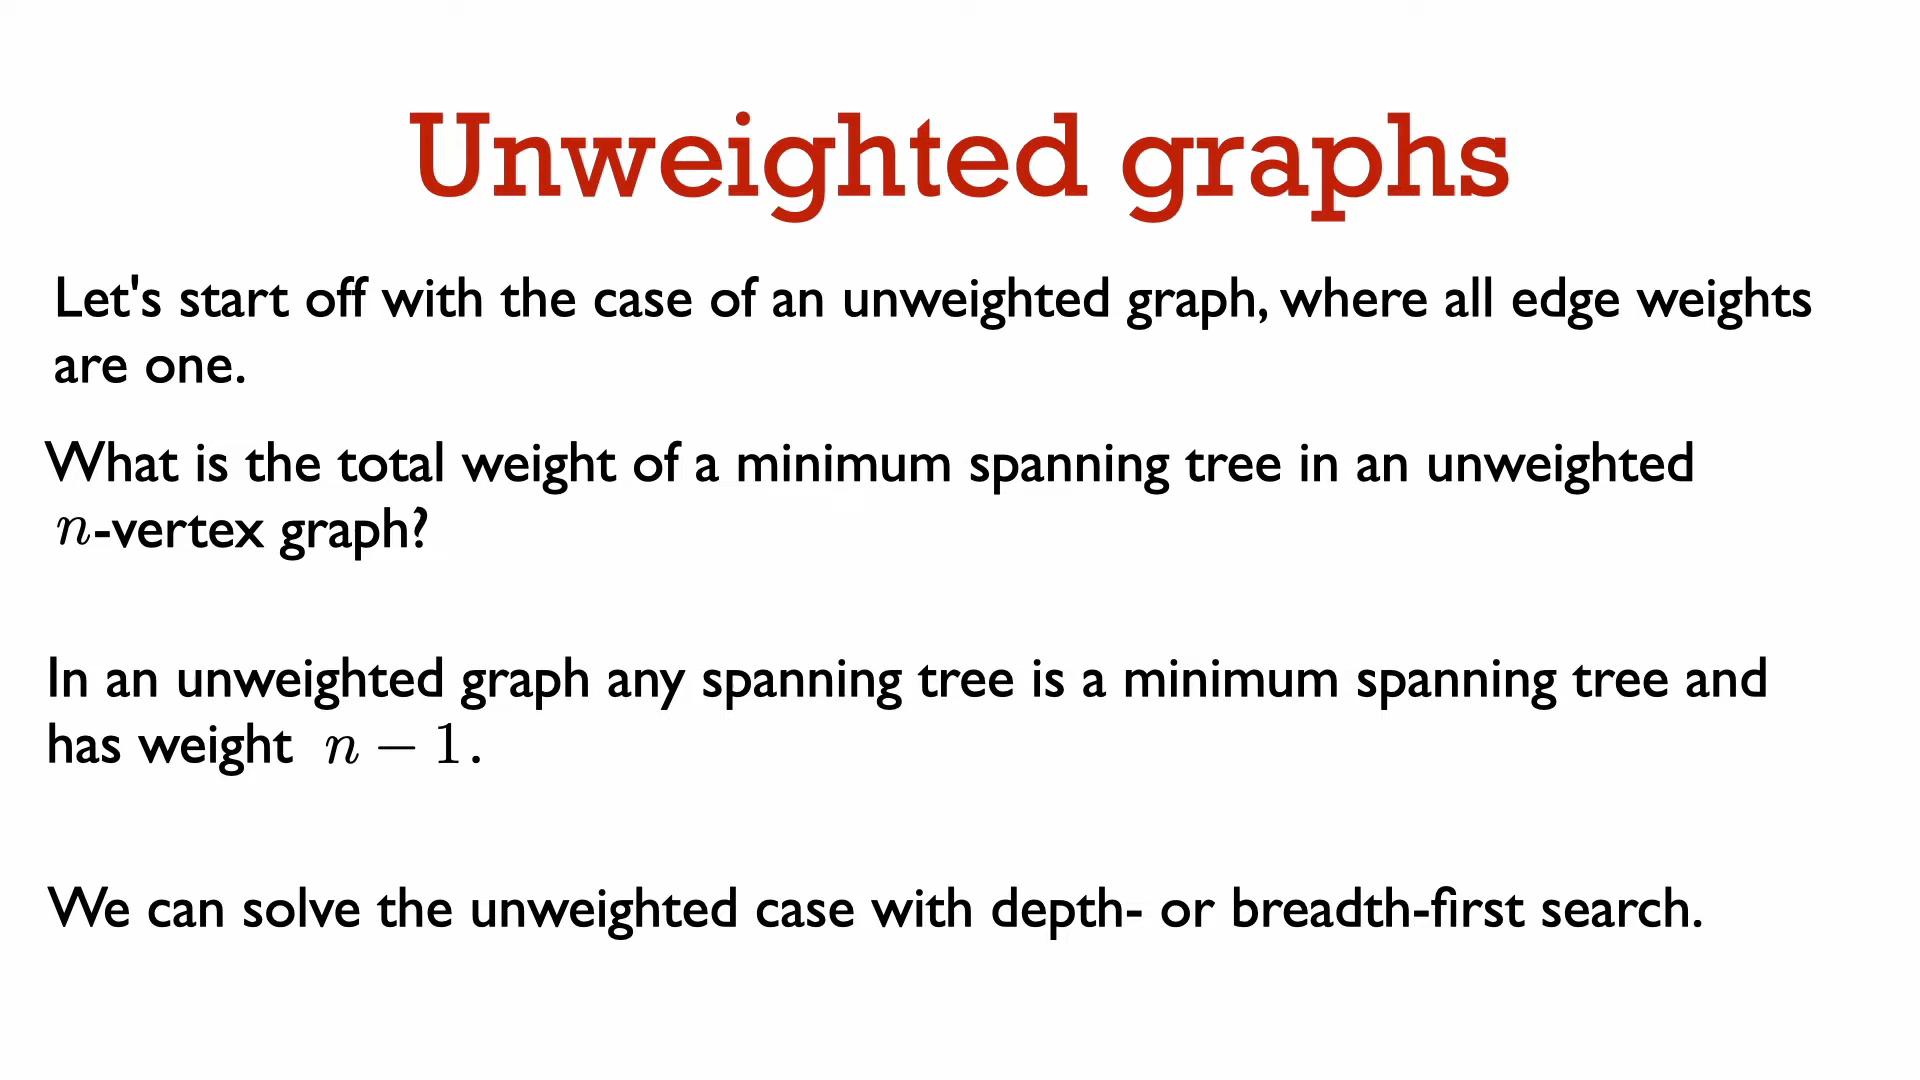 Unweighted graphs
Let's start off with the case of an unweighted graph, where all edge weights
are one.
What is the total weight of a minimum spanning tree in an unweighted
n-vertex graph?
In an unweighted graph any spanning tree is a minimum spanning tree and
has weight n − 1.
We can solve the unweighted case with depth- or breadth-first search.